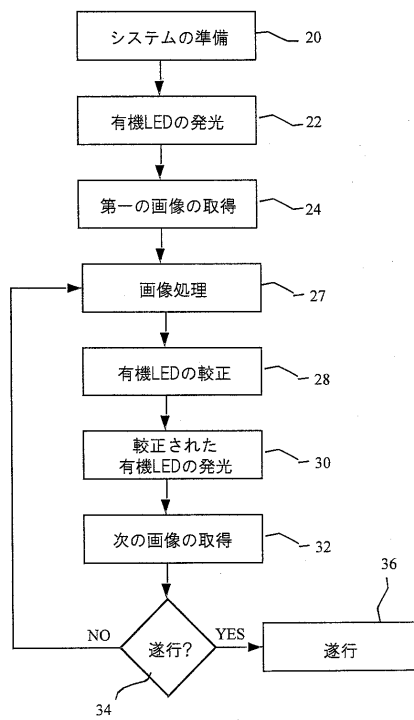 システムの準備
20
有機LEDの発光
22
第一の画像の取得
24
画像処理
27
有機LEDの較正
28
較正された
有機LEDの発光
30
次の画像の取得
32
36
NO
遂行?
YES
遂行
34